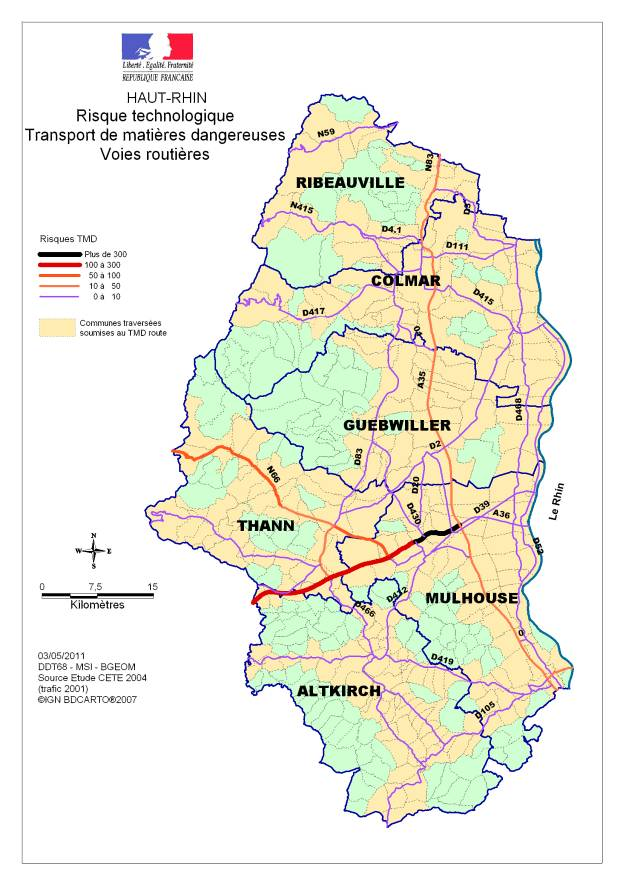 Liberté . Egalité . Fraternité
RÉPUBLIQUE FRANÇAISE
HAUT-RHIN
Risque technologique
Transport de matières dangereuses
Voies routières
Risques TMD
Plus de 300
100 à 300
50 à 100
10 à 50
0 à 10
Communes traversées
soumises au TMD route
N59
N83
RIBEAUVILLE
N415
D4.1
D111
COLMAR
D415
D417
A35
D468
GUEBWILLER
D2
D83
D20
N66
D430
D39
A36
Le Rhin
THANN
D52
N
W
E
S
0
7,5
15
Kilomètres
D412
MULHOUSE
D466
0
D419
ALTKIRCH
D105
03/05/2011
DDT68 - MSI - BGEOM
Source Etude CETE 2004
(trafic 2001)
©IGN BDCARTO®2007